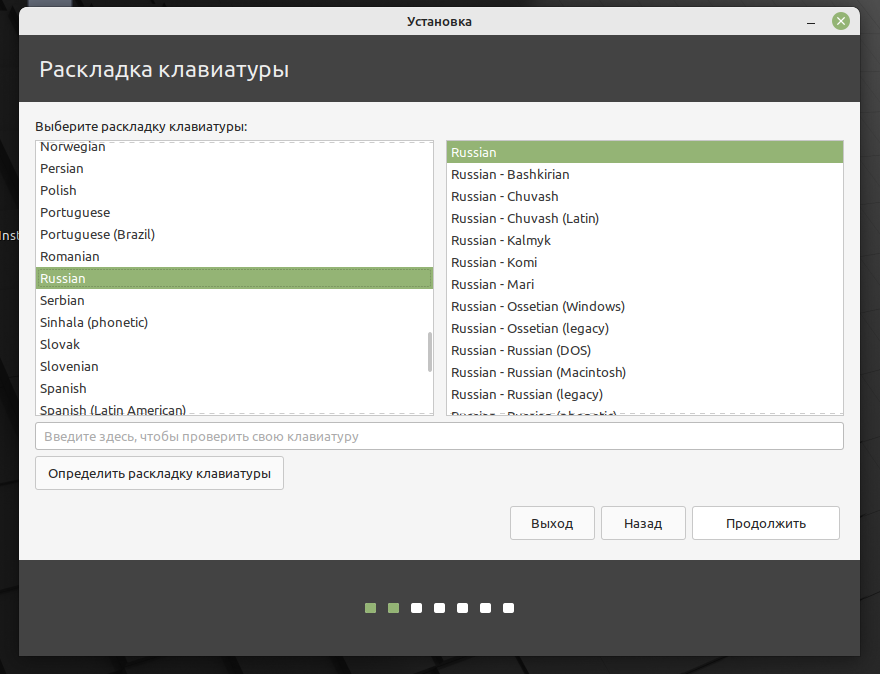 Установка
Раскладка клавиатуры
Выберите раскладку клавиатуры:
Norwegian
Persian
Polish
Portuguese
Portuguese (Brazil)
Romanian
Russian
Serbian
Sinhala (phonetic)
Slovak
Slovenian
Spanish
Spanish (Latin American)
Russian
Russian - Bashkirian
Russian - Chuvash
Russian - Chuvash (Latin)
Russian - Kalmyk
Russian - Komi
Russian - Mari
Russian - Ossetian (Windows)
Russian - Ossetian (legacy)
Russian - Russian (DOS)
Russian - Russian (Macintosh)
Russian - Russian (legacy)
Russian - Russian (phonetic)
Inst
Введите здесь, чтобы проверить свою клавиатуру
Определить раскладку клавиатуры
Выход
Назад
Продолжить